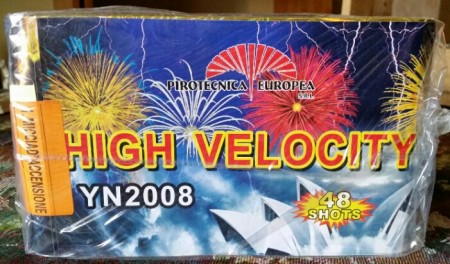 PIROTECNICA EUROPEA
S.R.L.
HIGH VELOCITY
YN2008
48
SHOTS
ACCENSIONE